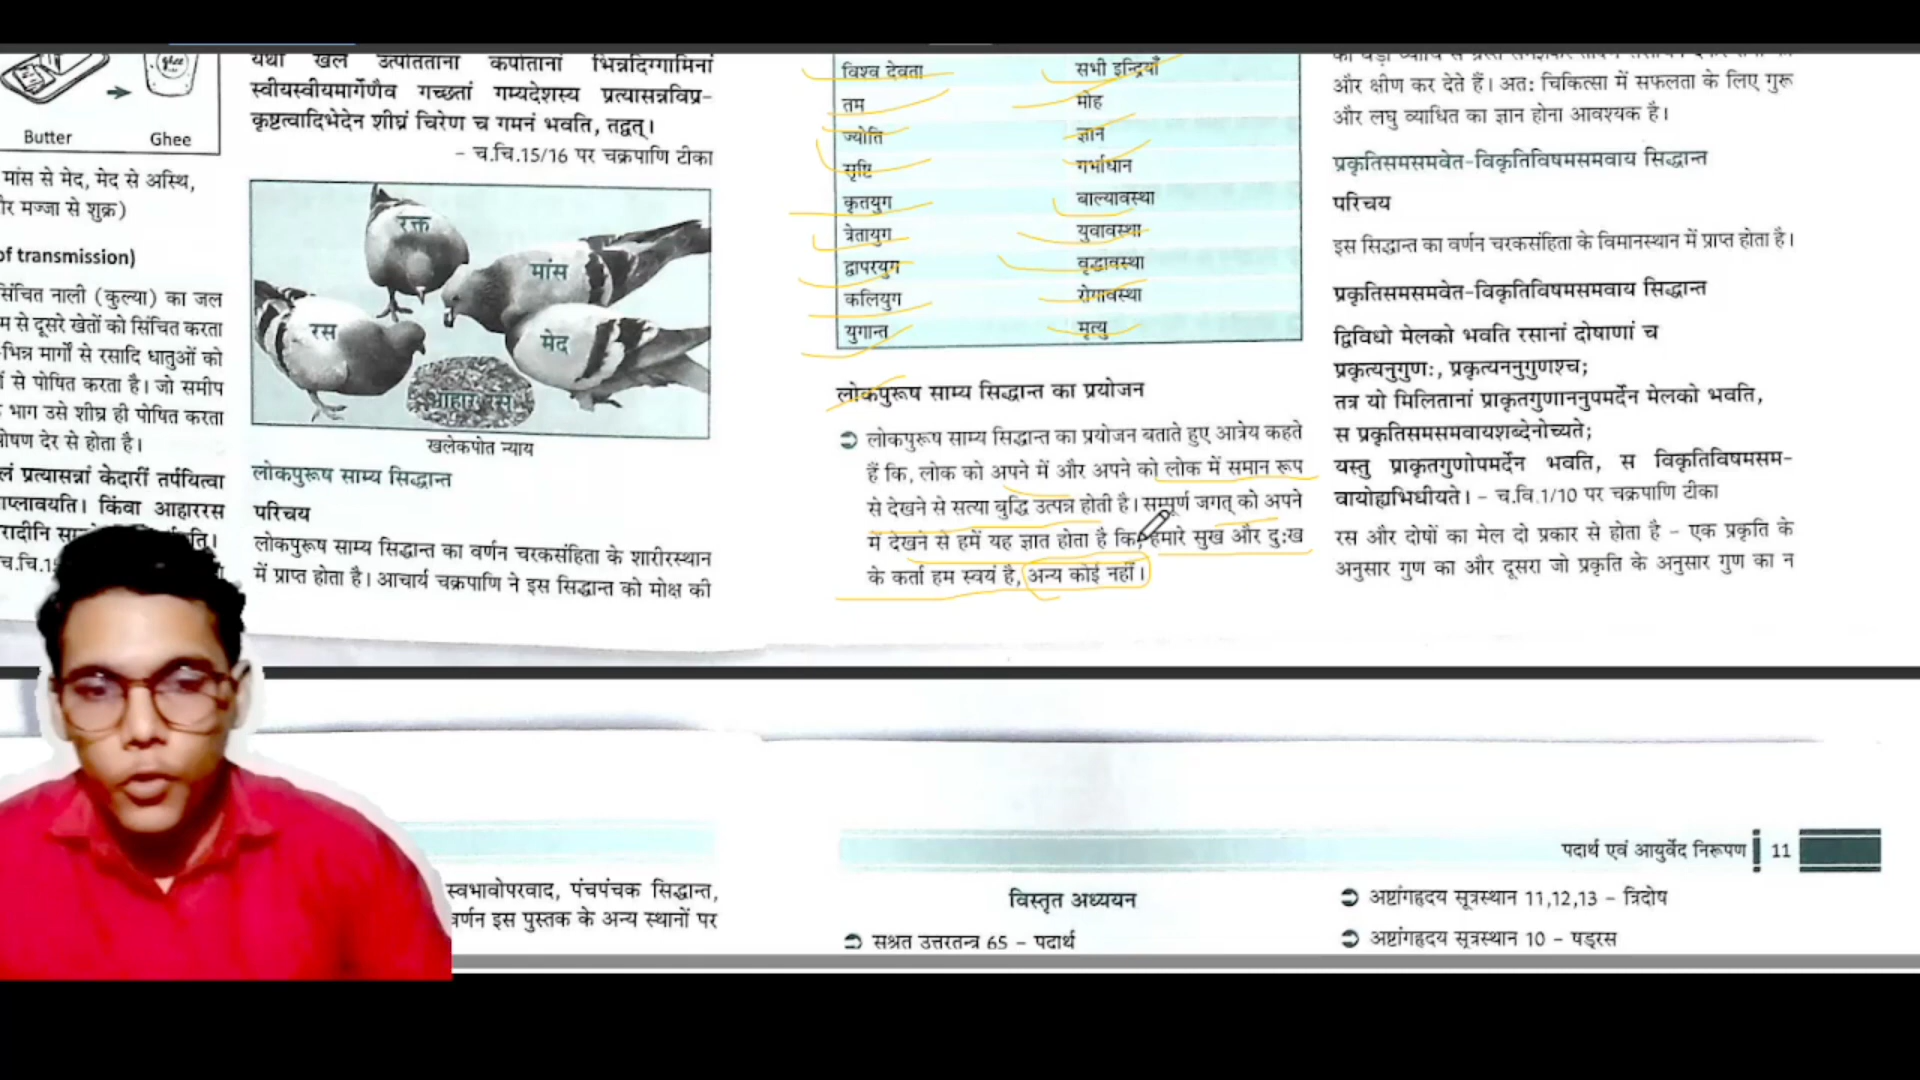 Butter
Ghee
मांस से मेद, मेद से अस्थि,
मज्जा से शुक्र)
of transmission)
सिंचित नाली (कुल्या) का जल
से दूसरे खेतों को सिंचित करता
मार्गों से रसादि धातुओं को
से पोषित करता है। जो समीप
भाग उसे शीघ्र ही पोषित करता
देर से होता है।
प्रत्यासन्नां केदारीं तर्पयित्वा
किंवा आहाररस
यथा खले उत्पतितानां कपोतानां भिन्नदिग्गामिनां
स्वीयस्वीयमार्गेणैव गच्छतां गम्यदेशस्य प्रत्यासन्नविप्र-
कृष्टत्वादिभेदेन शीघ्रं चिरेण च गमनं भवति, तद्वत्।
– च.चि.15/16 पर चक्रपाणि टीका
रक्त
मांस
रस
मेद
आहार रस
खलेकपोत न्याय
लोकपुरूष साम्य सिद्धान्त
परिचय
लोकपुरूष साम्य सिद्धान्त का वर्णन चरकसंहिता के शारीरस्थान
में प्राप्त होता है। आचार्य चक्रपाणि ने इस सिद्धान्त को मोक्ष की
विश्व देवता सभी इन्द्रियाँ
तम मोह
ज्योति ज्ञान
सृष्टि गर्भाधान
कृतयुग बाल्यावस्था
त्रेतायुग युवावस्था
द्वापरयुग वृद्धावस्था
कलियुग रोगावस्था
युगान्त मृत्यु
लोकपुरूष साम्य सिद्धान्त का प्रयोजन
लोकपुरूष साम्य सिद्धान्त का प्रयोजन बताते हुए आत्रेय कहते
हैं कि, लोक को अपने में और अपने को लोक में समान रूप
से देखने से सत्या बुद्धि उत्पन्न होती है। सम्पूर्ण जगत् को अपने
में देखने से हमें यह ज्ञात होता है कि, हमारे सुख और दुःख
के कर्ता हम स्वयं है, अन्य कोई नहीं।
और क्षीण कर देते हैं। अतः चिकित्सा में सफलता के लिए गुरू
और लघु व्याधित का ज्ञान होना आवश्यक है।
प्रकृतिसमसमवेत-विकृतिविषमसमवाय सिद्धान्त
परिचय
इस सिद्धान्त का वर्णन चरकसंहिता के विमानस्थान में प्राप्त होता है।
प्रकृतिसमसमवेत-विकृतिविषमसमवाय सिद्धान्त
द्विविधो मेलको भवति रसानां दोषाणां च
प्रकृत्यनुगुणः, प्रकृत्यननुगुणश्च;
तत्र यो मिलितानां प्राकृतगुणाननुपमर्देन मेलको भवति,
स प्रकृतिसमसमवायशब्देनोच्यते;
यस्तु प्राकृतगुणोपमर्देन भवति, स विकृतिविषमसम-
वायोह्यभिधीयते। – च.वि.1/10 पर चक्रपाणि टीका
रस और दोषों का मेल दो प्रकार से होता है – एक प्रकृति के
अनुसार गुण का और दूसरा जो प्रकृति के अनुसार गुण का न
स्वभावोपरवाद, पंचपंचक सिद्धान्त,
वर्णन इस पुस्तक के अन्य स्थानों पर
पदार्थ एवं आयुर्वेद निरूपण 11
विस्तृत अध्ययन
सुश्रत उत्तरतन्त्र 65 – पदार्थ
अष्टांगहृदय सूत्रस्थान 11,12,13 – त्रिदोष
अष्टांगहृदय सूत्रस्थान 10 – षड्रस